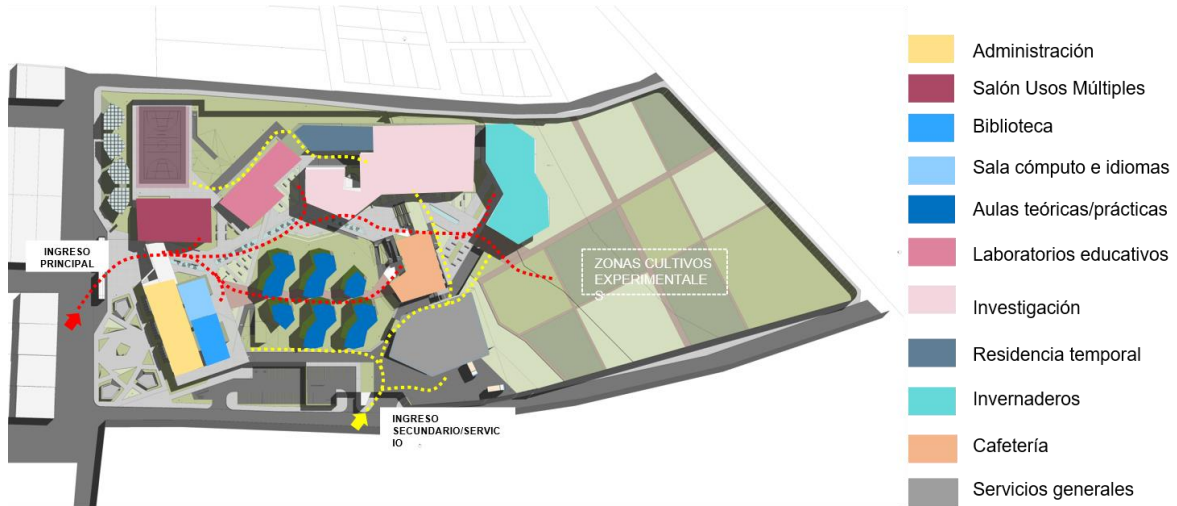 INGRESO
PRINCIPAL
ZONAS CULTIVOS
EXPERIMENTALE
S
INGRESO
SECUNDARIO/SERVIC
IO
Administración
Salón Usos Múltiples
Biblioteca
Sala cómputo e idiomas
Aulas teóricas/prácticas
Laboratorios educativos
Investigación
Residencia temporal
Invernaderos
Cafetería
Servicios generales